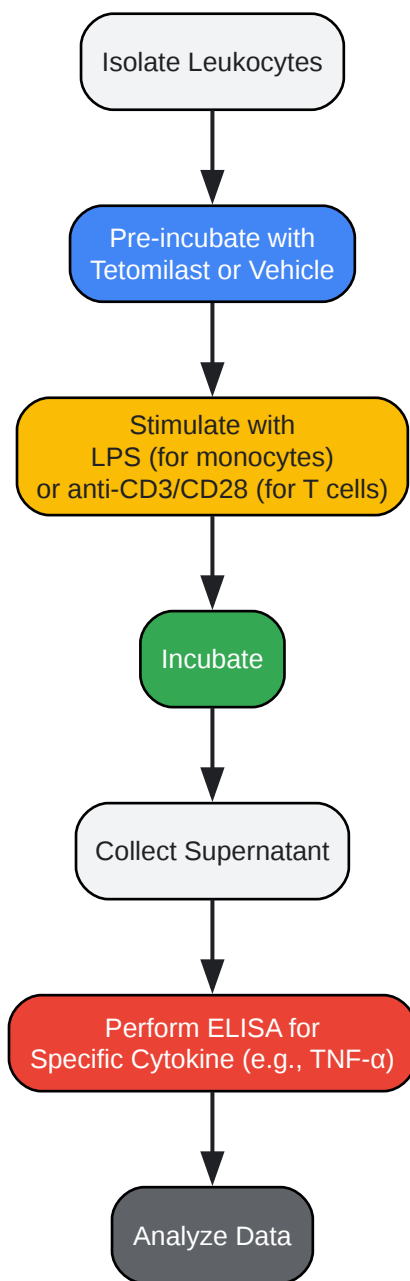 Isolate Leukocytes
Pre-incubate with
Tetomilast or Vehicle
Stimulate with
LPS (for monocytes)
or anti-CD3/CD28 (for T cells)
Incubate
Collect Supernatant
Perform ELISA for
Specific Cytokine (e.g., TNF-α)
Analyze Data